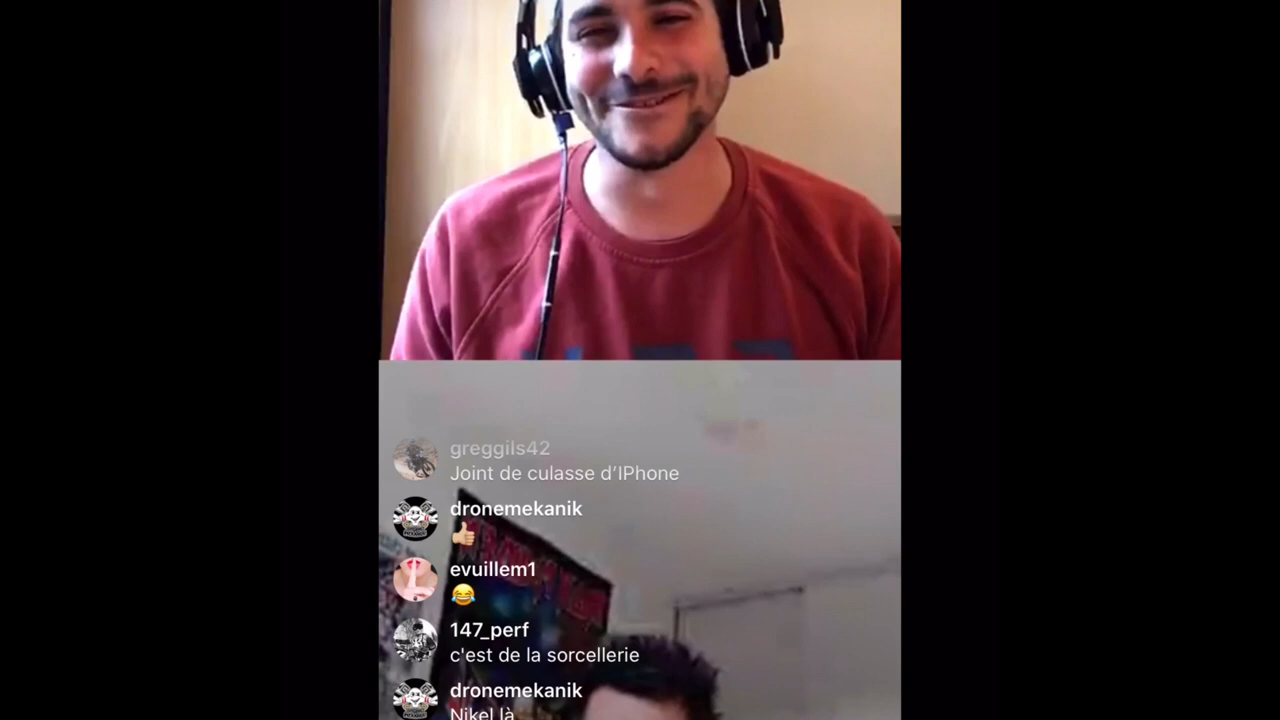 greggils42
Joint de culasse d’IPhone
dronemekanik
👍🏼
evuillem1
😂
147_perf
c'est de la sorcellerie
dronemekanik
Nikel là